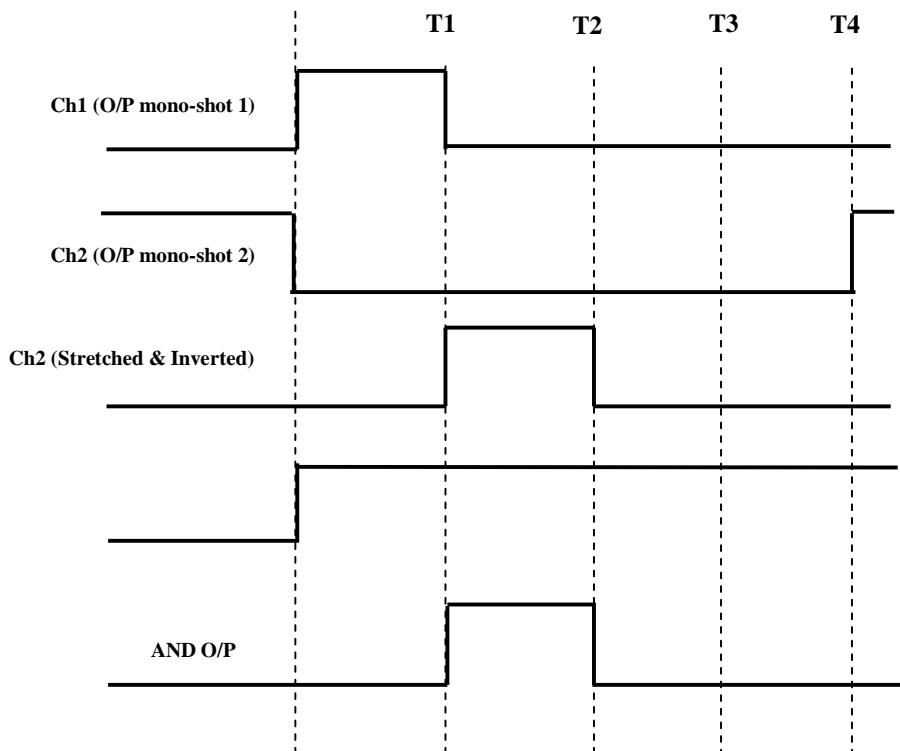 T1 T2 T3 T4
Ch1 (O/P mono-shot 1)
Ch2 (O/P mono-shot 2)
Ch2 (Stretched & Inverted)
AND O/P